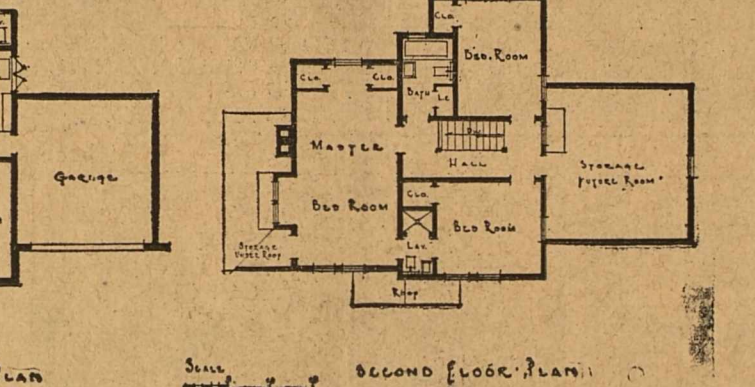 CLO.
BED. ROOM
CLO.
CLO.
BATH
L.C.
MASTER
BED ROOM
DN
HALL
STORAGE
FUTURE ROOM
GARAGE
CLO.
BED ROOM
LAV.
STORAGE
UNDER ROOF
ROOF
LAN
SCALE
SECOND FLOOR PLAN